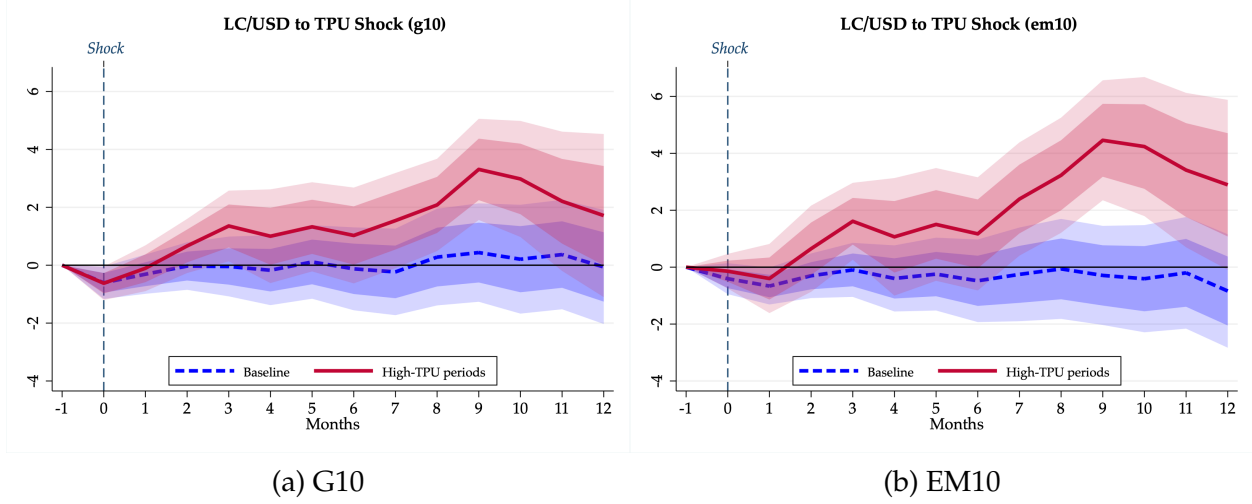 LC/USD to TPU Shock (g10)
Shock
6
4
2
0
-2
-4
Baseline
High-TPU periods
-1 0 1 2 3 4 5 6 7 8 9 10 11 12
Months
(a) G10
LC/USD to TPU Shock (em10)
Shock
6
4
2
0
-2
-4
Baseline
High-TPU periods
-1 0 1 2 3 4 5 6 7 8 9 10 11 12
Months
(b) EM10